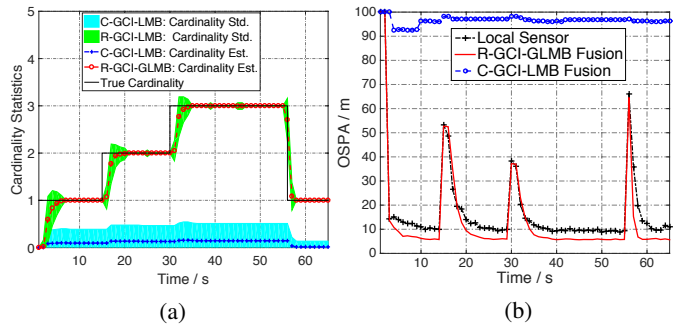 C-GCI-LMB: Cardinality Std.
R-GCI-GLMB: Cardinality Std.
C-GCI-LMB: Cardinality Est.
R-GCI-GLMB: Cardinality Est.
True Cardinality
Cardinality Statistics
5
4
3
2
1
0
0 10 20 30 40 50 60
Time / s
(a)
Local Sensor
R-GCI-GLMB Fusion
C-GCI-LMB Fusion
OSPA / m
100
90
80
70
60
50
40
30
20
10
0
10 20 30 40 50 60
Time / s
(b)